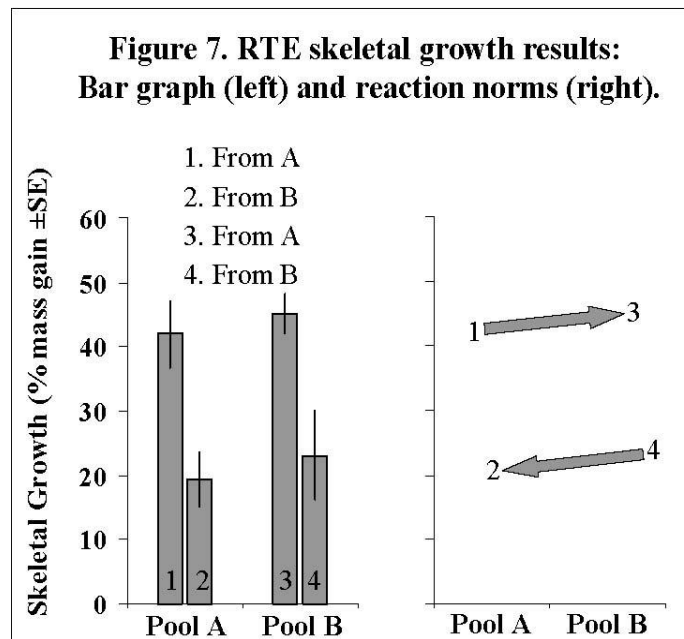 Figure 7. RTE skeletal growth results:
Bar graph (left) and reaction norms (right).
1. From A
2. From B
3. From A
4. From B
Skeletal Growth (% mass gain ±SE)
60
50
40
30
20
10
0
1
2
3
4
Pool A
Pool B
1
3
2
4
Pool A
Pool B